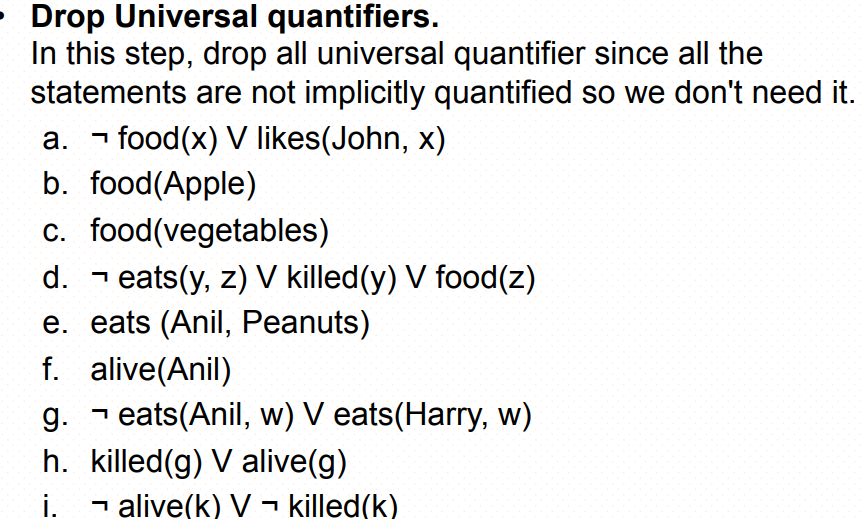 • Drop Universal quantifiers.
In this step, drop all universal quantifier since all the
statements are not implicitly quantified so we don't need it.
a. ¬ food(x) V likes(John, x)
b. food(Apple)
c. food(vegetables)
d. ¬ eats(y, z) V killed(y) V food(z)
e. eats (Anil, Peanuts)
f. alive(Anil)
g. ¬ eats(Anil, w) V eats(Harry, w)
h. killed(g) V alive(g)
i. ¬ alive(k) V ¬ killed(k)